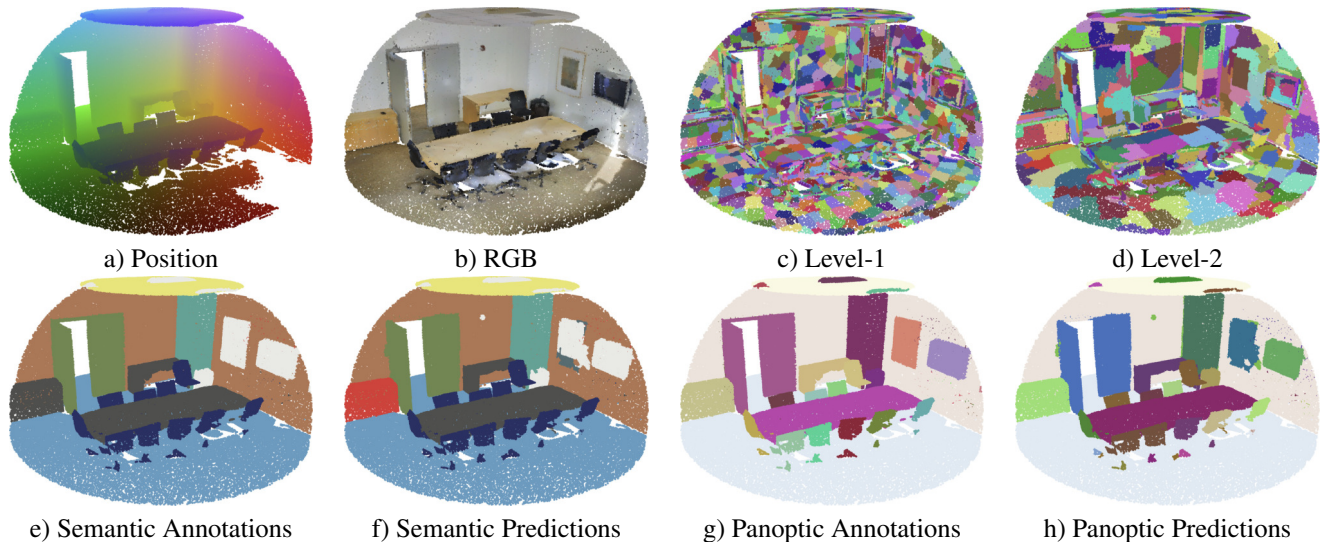 a) Position
b) RGB
c) Level-1
d) Level-2
e) Semantic Annotations
f) Semantic Predictions
g) Panoptic Annotations
h) Panoptic Predictions